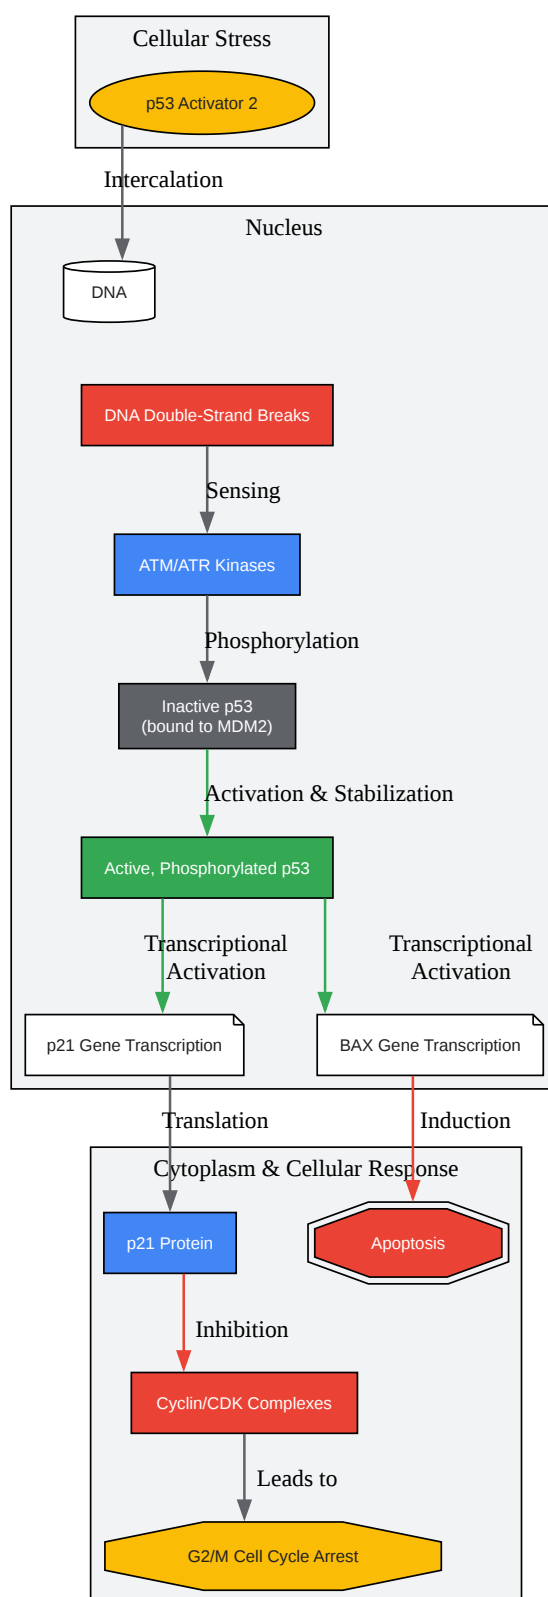 Cellular Stress
p53 Activator 2
Intercalation
Nucleus
DNA
DNA Double-Strand Breaks
Sensing
ATM/ATR Kinases
Phosphorylation
Inactive p53
(bound to MDM2)
Activation & Stabilization
Active, Phosphorylated p53
Transcriptional
Activation
Transcriptional
Activation
p21 Gene Transcription
BAX Gene Transcription
Translation
Induction
Cytoplasm & Cellular Response
p21 Protein
Apoptosis
Inhibition
Cyclin/CDK Complexes
Leads to
G2/M Cell Cycle Arrest